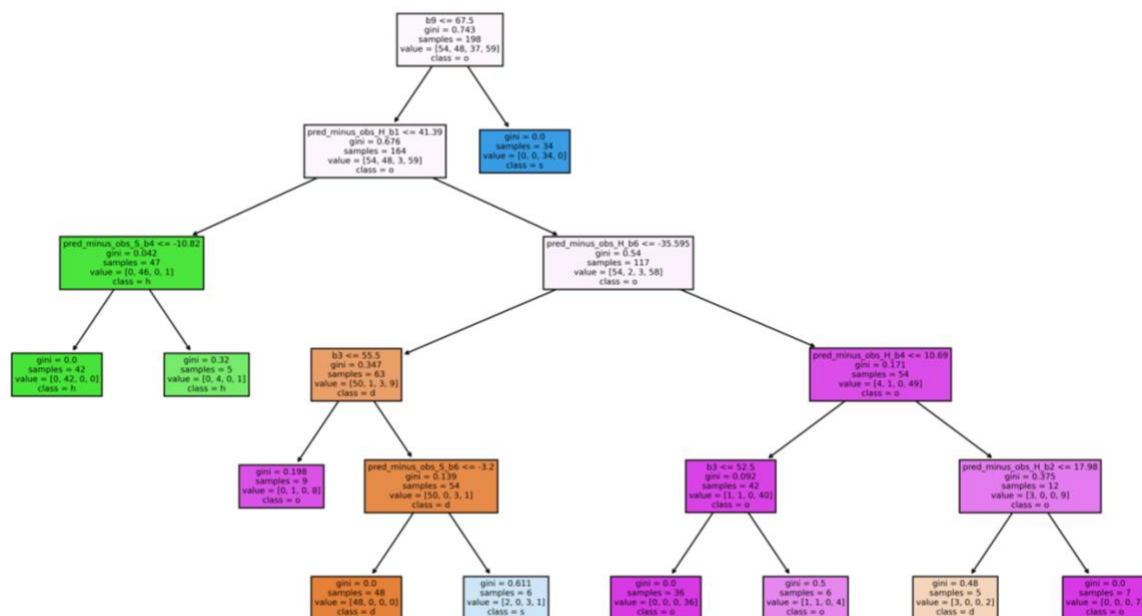 b9 <= 67.5
gini = 0.743
samples = 198
value = [54, 48, 37, 59]
class = o
pred_minus_obs_H_b1 <= 41.39
gini = 0.676
samples = 164
value = [54, 48, 3, 59]
class = o
gini = 0.0
samples = 34
value = [0, 0, 34, 0]
class = s
pred_minus_obs_S_b4 <= -10.82
gini = 0.042
samples = 47
value = [0, 46, 0, 1]
class = h
pred_minus_obs_H_b6 <= -35.595
gini = 0.54
samples = 117
value = [54, 2, 3, 58]
class = o
gini = 0.0
samples = 42
value = [0, 42, 0, 0]
class = h
gini = 0.32
samples = 5
value = [0, 4, 0, 1]
class = h
b3 <= 55.5
gini = 0.347
samples = 63
value = [50, 1, 3, 9]
class = d
pred_minus_obs_H_b4 <= 10.69
gini = 0.171
samples = 54
value = [4, 1, 0, 49]
class = o
gini = 0.198
samples = 9
value = [0, 1, 0, 8]
class = o
pred_minus_obs_S_b6 <= -3.2
gini = 0.139
samples = 54
value = [50, 0, 3, 1]
class = d
b3 <= 52.5
gini = 0.092
samples = 42
value = [1, 1, 0, 40]
class = o
pred_minus_obs_H_b2 <= 17.98
gini = 0.375
samples = 12
value = [3, 0, 0, 9]
class = o
gini = 0.0
samples = 48
value = [48, 0, 0, 0]
class = d
gini = 0.611
samples = 6
value = [2, 0, 3, 1]
class = s
gini = 0.0
samples = 36
value = [0, 0, 0, 36]
class = o
gini = 0.5
samples = 6
value = [1, 1, 0, 4]
class = o
gini = 0.48
samples = 5
value = [3, 0, 0, 2]
class = d
gini = 0.0
samples = 7
value = [0, 0, 0, 7]
class = o